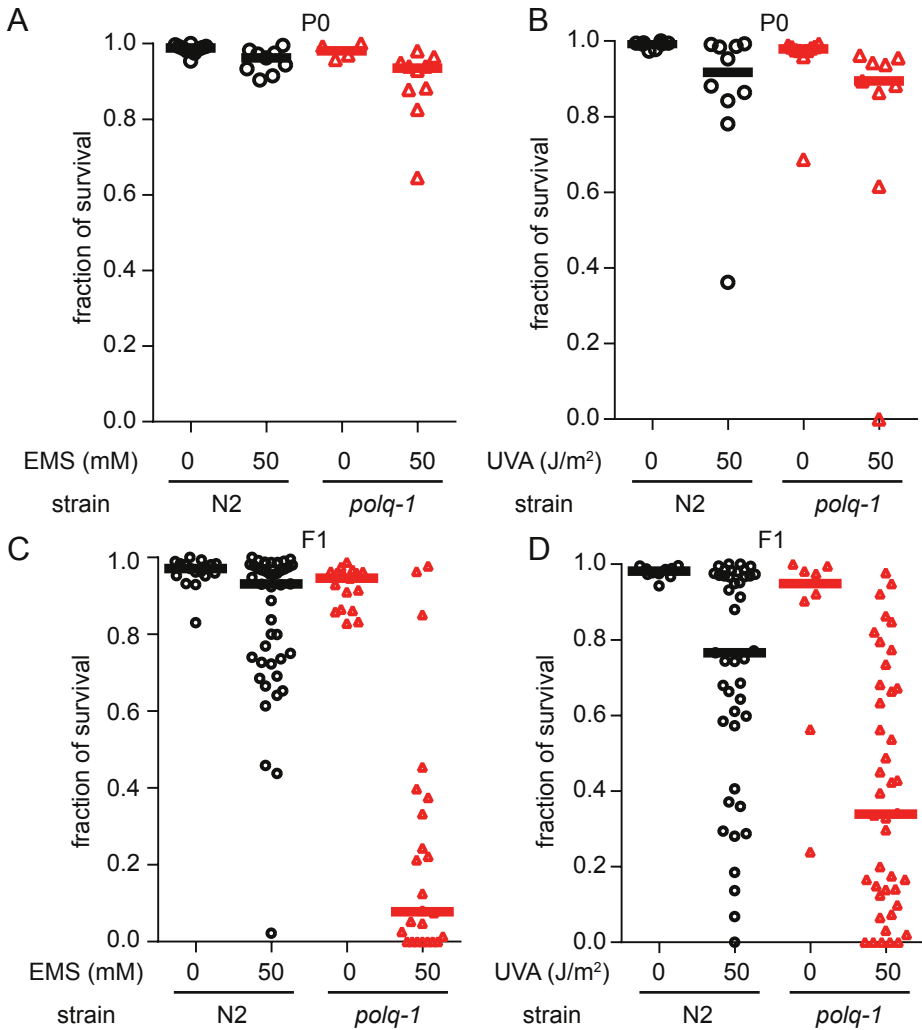 A
P0
1.0
0.8
0.6
0.4
0.2
0.0
fraction of survival
EMS (mM)
0
50
0
50
strain
N2
polq-1
B
P0
1.0
0.8
0.6
0.4
0.2
0.0
fraction of survival
UVA (J/m²)
0
50
0
50
strain
N2
polq-1
C
F1
1.0
0.8
0.6
0.4
0.2
0.0
fraction of survival
EMS (mM)
0
50
0
50
strain
N2
polq-1
D
F1
1.0
0.8
0.6
0.4
0.2
0.0
fraction of survival
UVA (J/m²)
0
50
0
50
strain
N2
polq-1